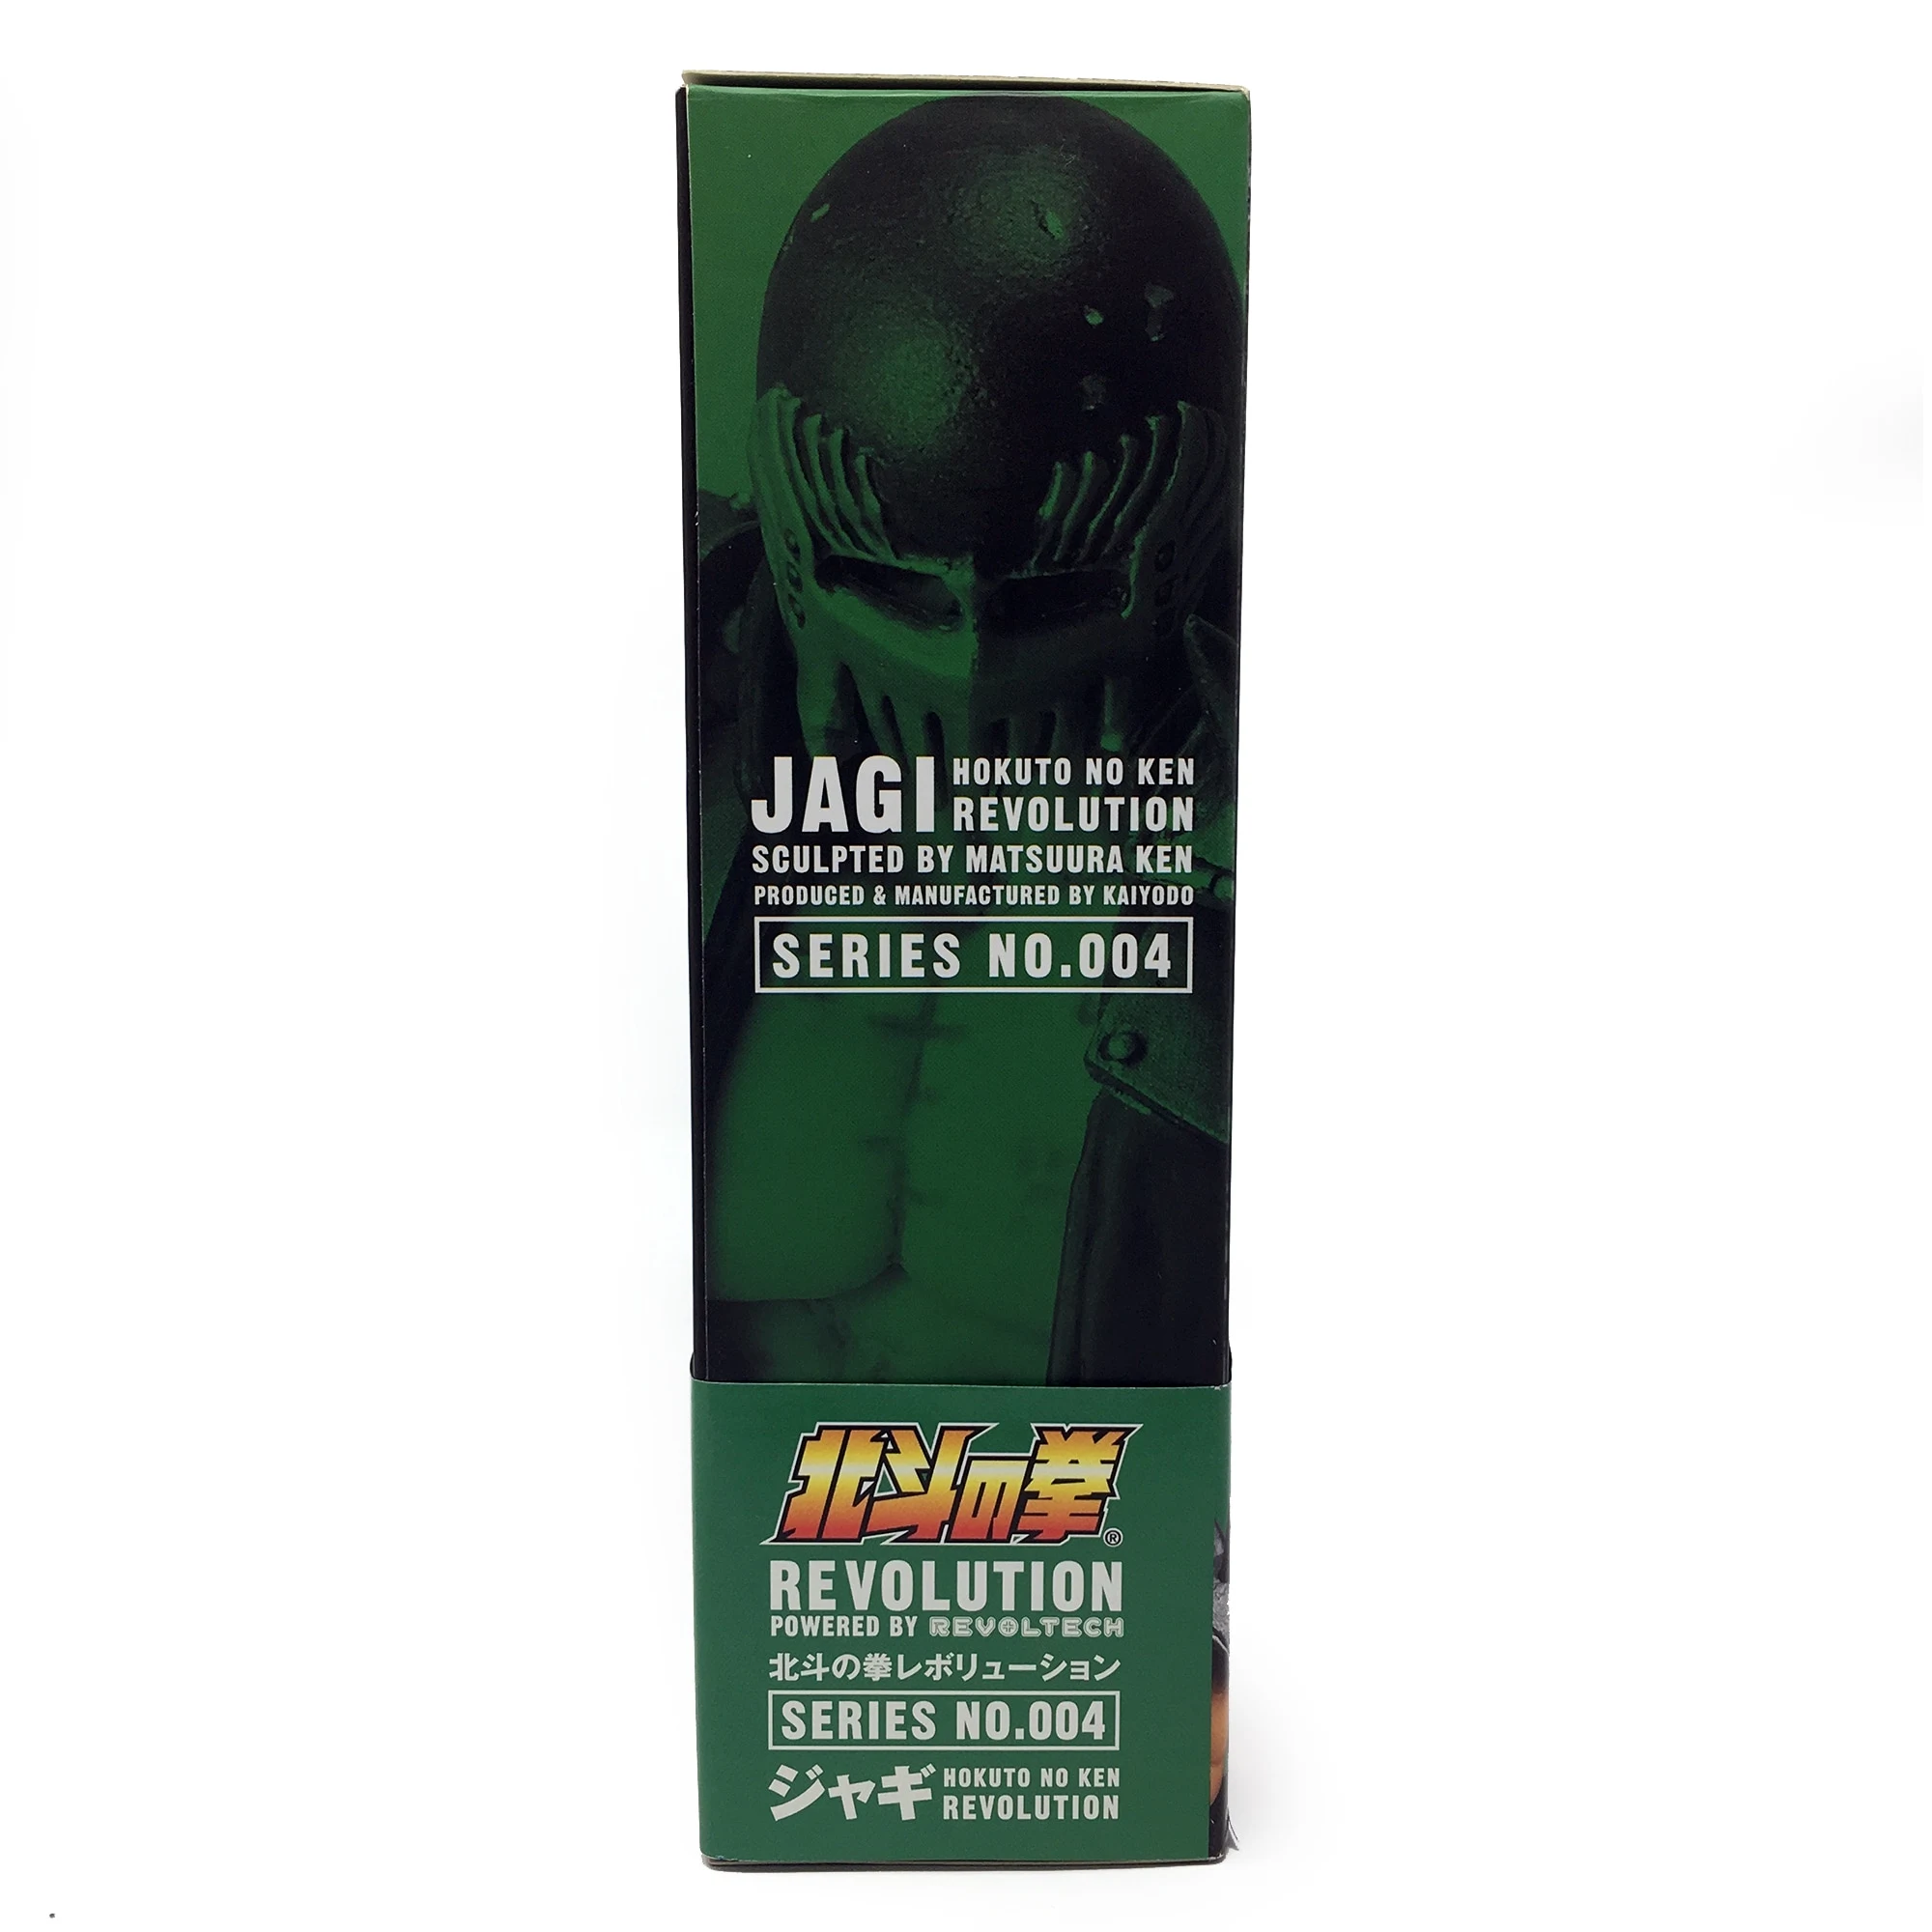 JAGI HOKUTO NO KEN
REVOLUTION
SCULPTED BY MATSUURA KEN
PRODUCED & MANUFACTURED BY KAIYODO
SERIES NO.004
北斗の拳®
REVOLUTION
POWERED BY REVOLTECH
北斗の拳レボリューション
SERIES NO.004
ジャギ HOKUTO NO KEN
REVOLUTION